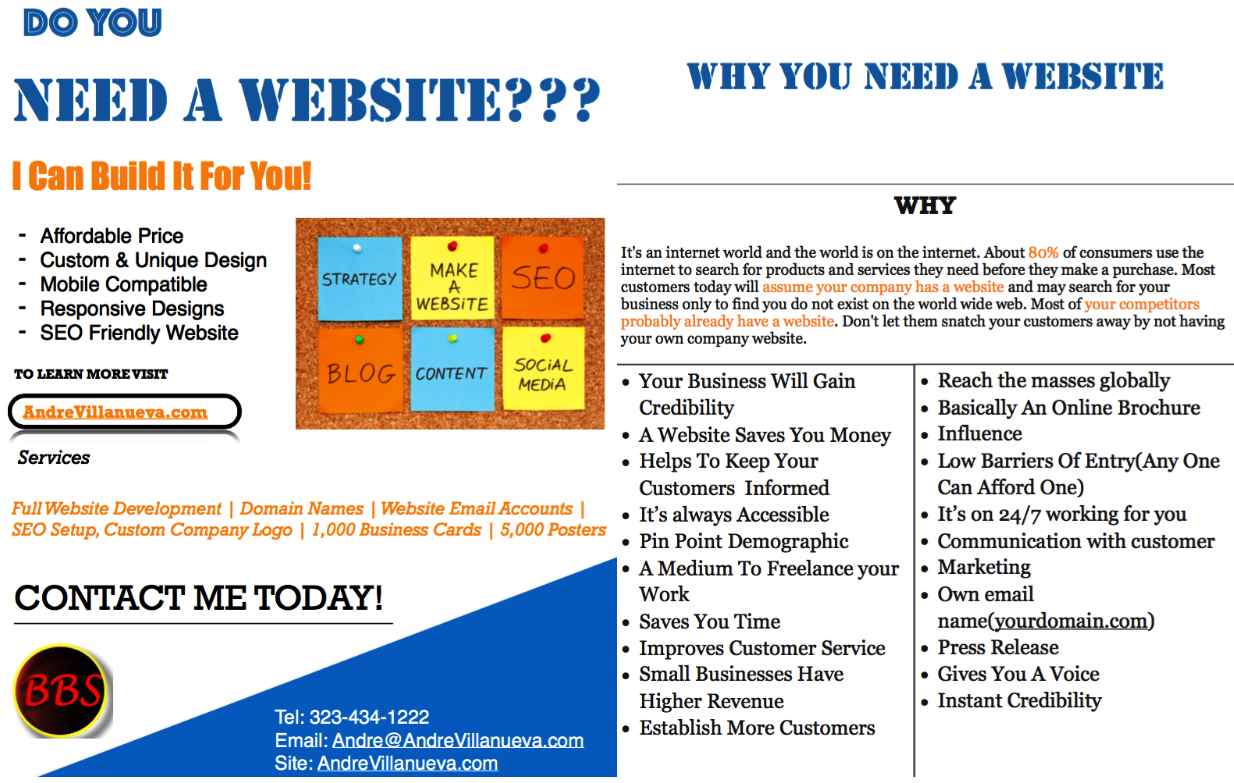 DO YOU
NEED A WEBSITE???
I Can Build It For You!
- Affordable Price
- Custom & Unique Design
- Mobile Compatible
- Responsive Designs
- SEO Friendly Website
STRATEGY
MAKE
A
WEBSITE
SEO
BLOG
CONTENT
SOCIAL
MEDIA
TO LEARN MORE VISIT
AndreVillanueva.com
Services
Full Website Development | Domain Names | Website Email Accounts |
SEO Setup, Custom Company Logo | 1,000 Business Cards | 5,000 Posters
CONTACT ME TODAY!
BBS
Tel: 323-434-1222
Email: Andre@AndreVillanueva.com
Site: AndreVillanueva.com
WHY YOU NEED A WEBSITE
WHY
It's an internet world and the world is on the internet. About 80% of consumers use the
internet to search for products and services they need before they make a purchase. Most
customers today will assume your company has a website and may search for your
business only to find you do not exist on the world wide web. Most of your competitors
probably already have a website. Don't let them snatch your customers away by not having
your own company website.
• Your Business Will Gain
Credibility
• A Website Saves You Money
• Helps To Keep Your
Customers Informed
• It's always Accessible
• Pin Point Demographic
• A Medium To Freelance your
Work
• Saves You Time
• Improves Customer Service
• Small Businesses Have
Higher Revenue
• Establish More Customers
• Reach the masses globally
• Basically An Online Brochure
• Influence
• Low Barriers Of Entry(Any One
Can Afford One)
• It's on 24/7 working for you
• Communication with customer
• Marketing
• Own email
name(yourdomain.com)
• Press Release
• Gives You A Voice
• Instant Credibility